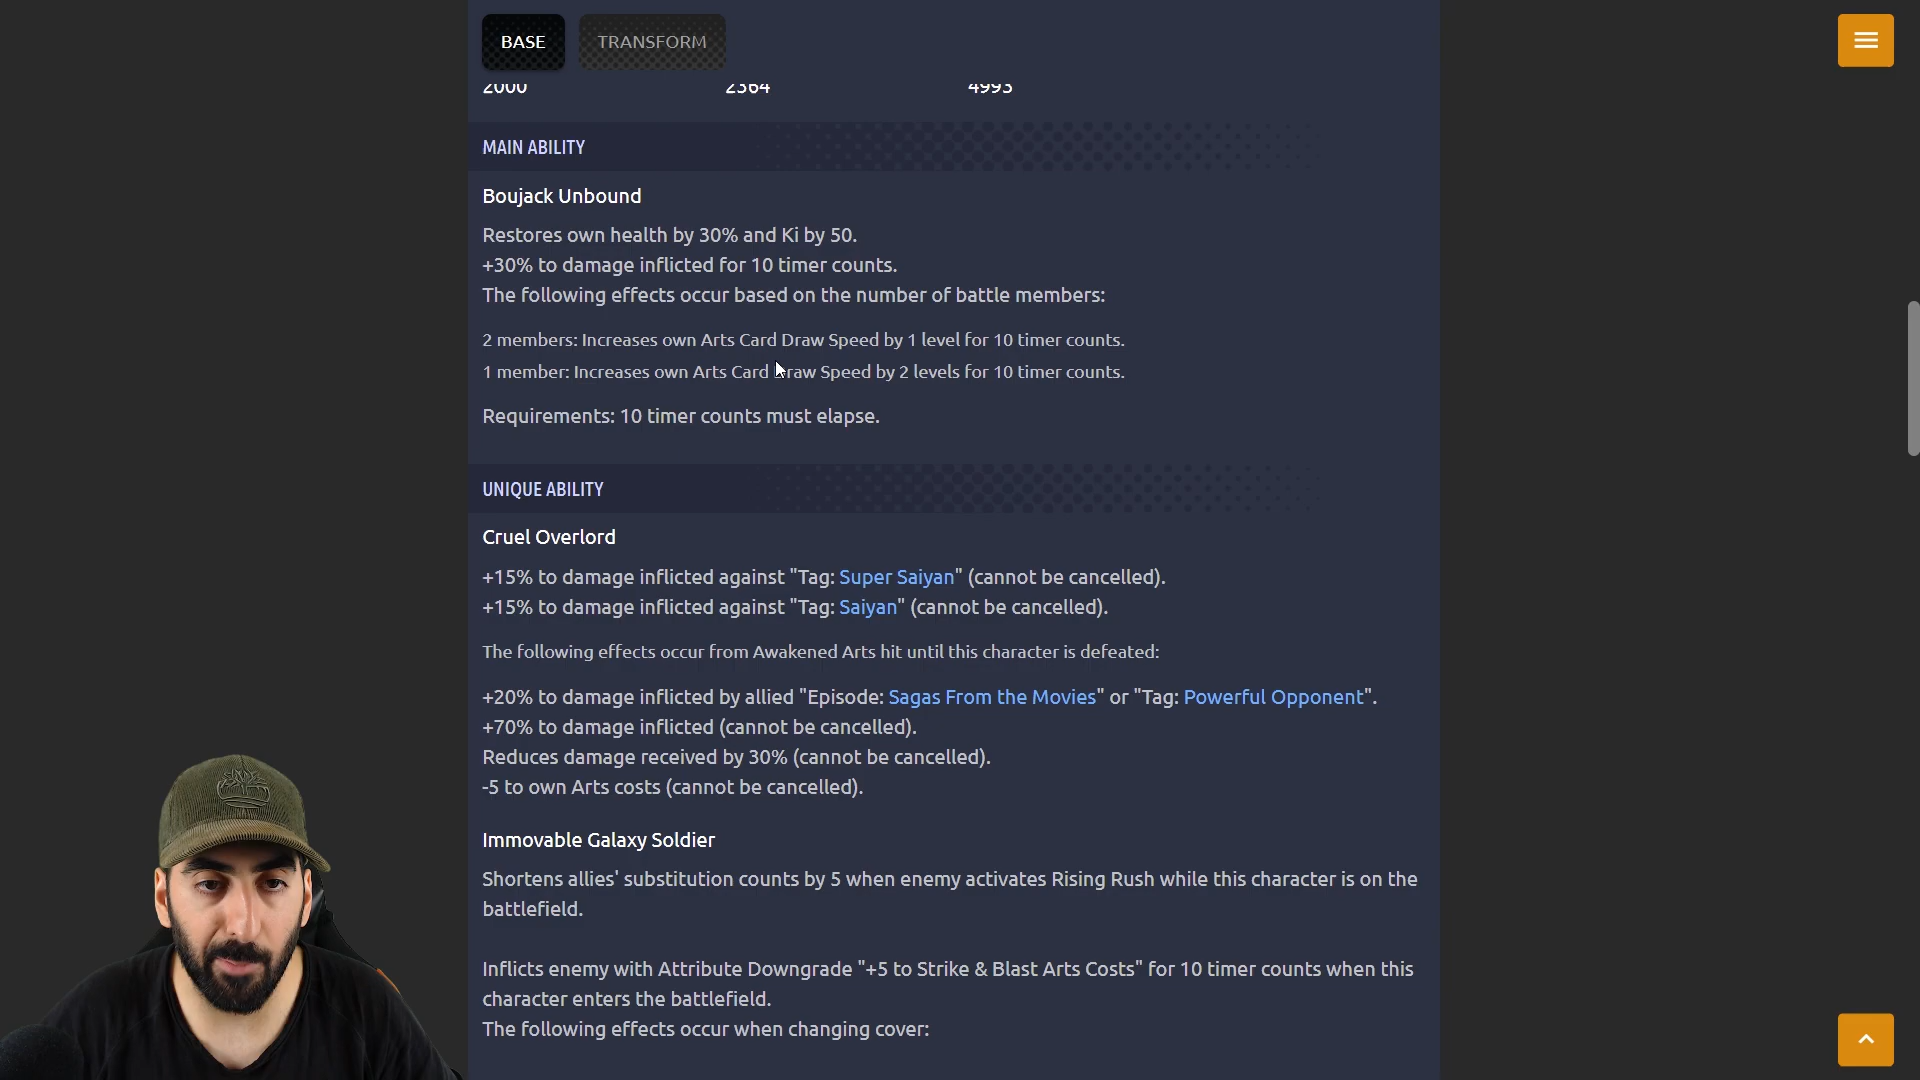 BASE
TRANSFORM
2000 2364 4993
MAIN ABILITY
Boujack Unbound
Restores own health by 30% and Ki by 50.
+30% to damage inflicted for 10 timer counts.
The following effects occur based on the number of battle members:
2 members: Increases own Arts Card Draw Speed by 1 level for 10 timer counts.
1 member: Increases own Arts Card Draw Speed by 2 levels for 10 timer counts.
Requirements: 10 timer counts must elapse.
UNIQUE ABILITY
Cruel Overlord
+15% to damage inflicted against "Tag: Super Saiyan" (cannot be cancelled).
+15% to damage inflicted against "Tag: Saiyan" (cannot be cancelled).
The following effects occur from Awakened Arts hit until this character is defeated:
+20% to damage inflicted by allied "Episode: Sagas From the Movies" or "Tag: Powerful Opponent".
+70% to damage inflicted (cannot be cancelled).
Reduces damage received by 30% (cannot be cancelled).
-5 to own Arts costs (cannot be cancelled).
Immovable Galaxy Soldier
Shortens allies' substitution counts by 5 when enemy activates Rising Rush while this character is on the
battlefield.
Inflicts enemy with Attribute Downgrade "+5 to Strike & Blast Arts Costs" for 10 timer counts when this
character enters the battlefield.
The following effects occur when changing cover: